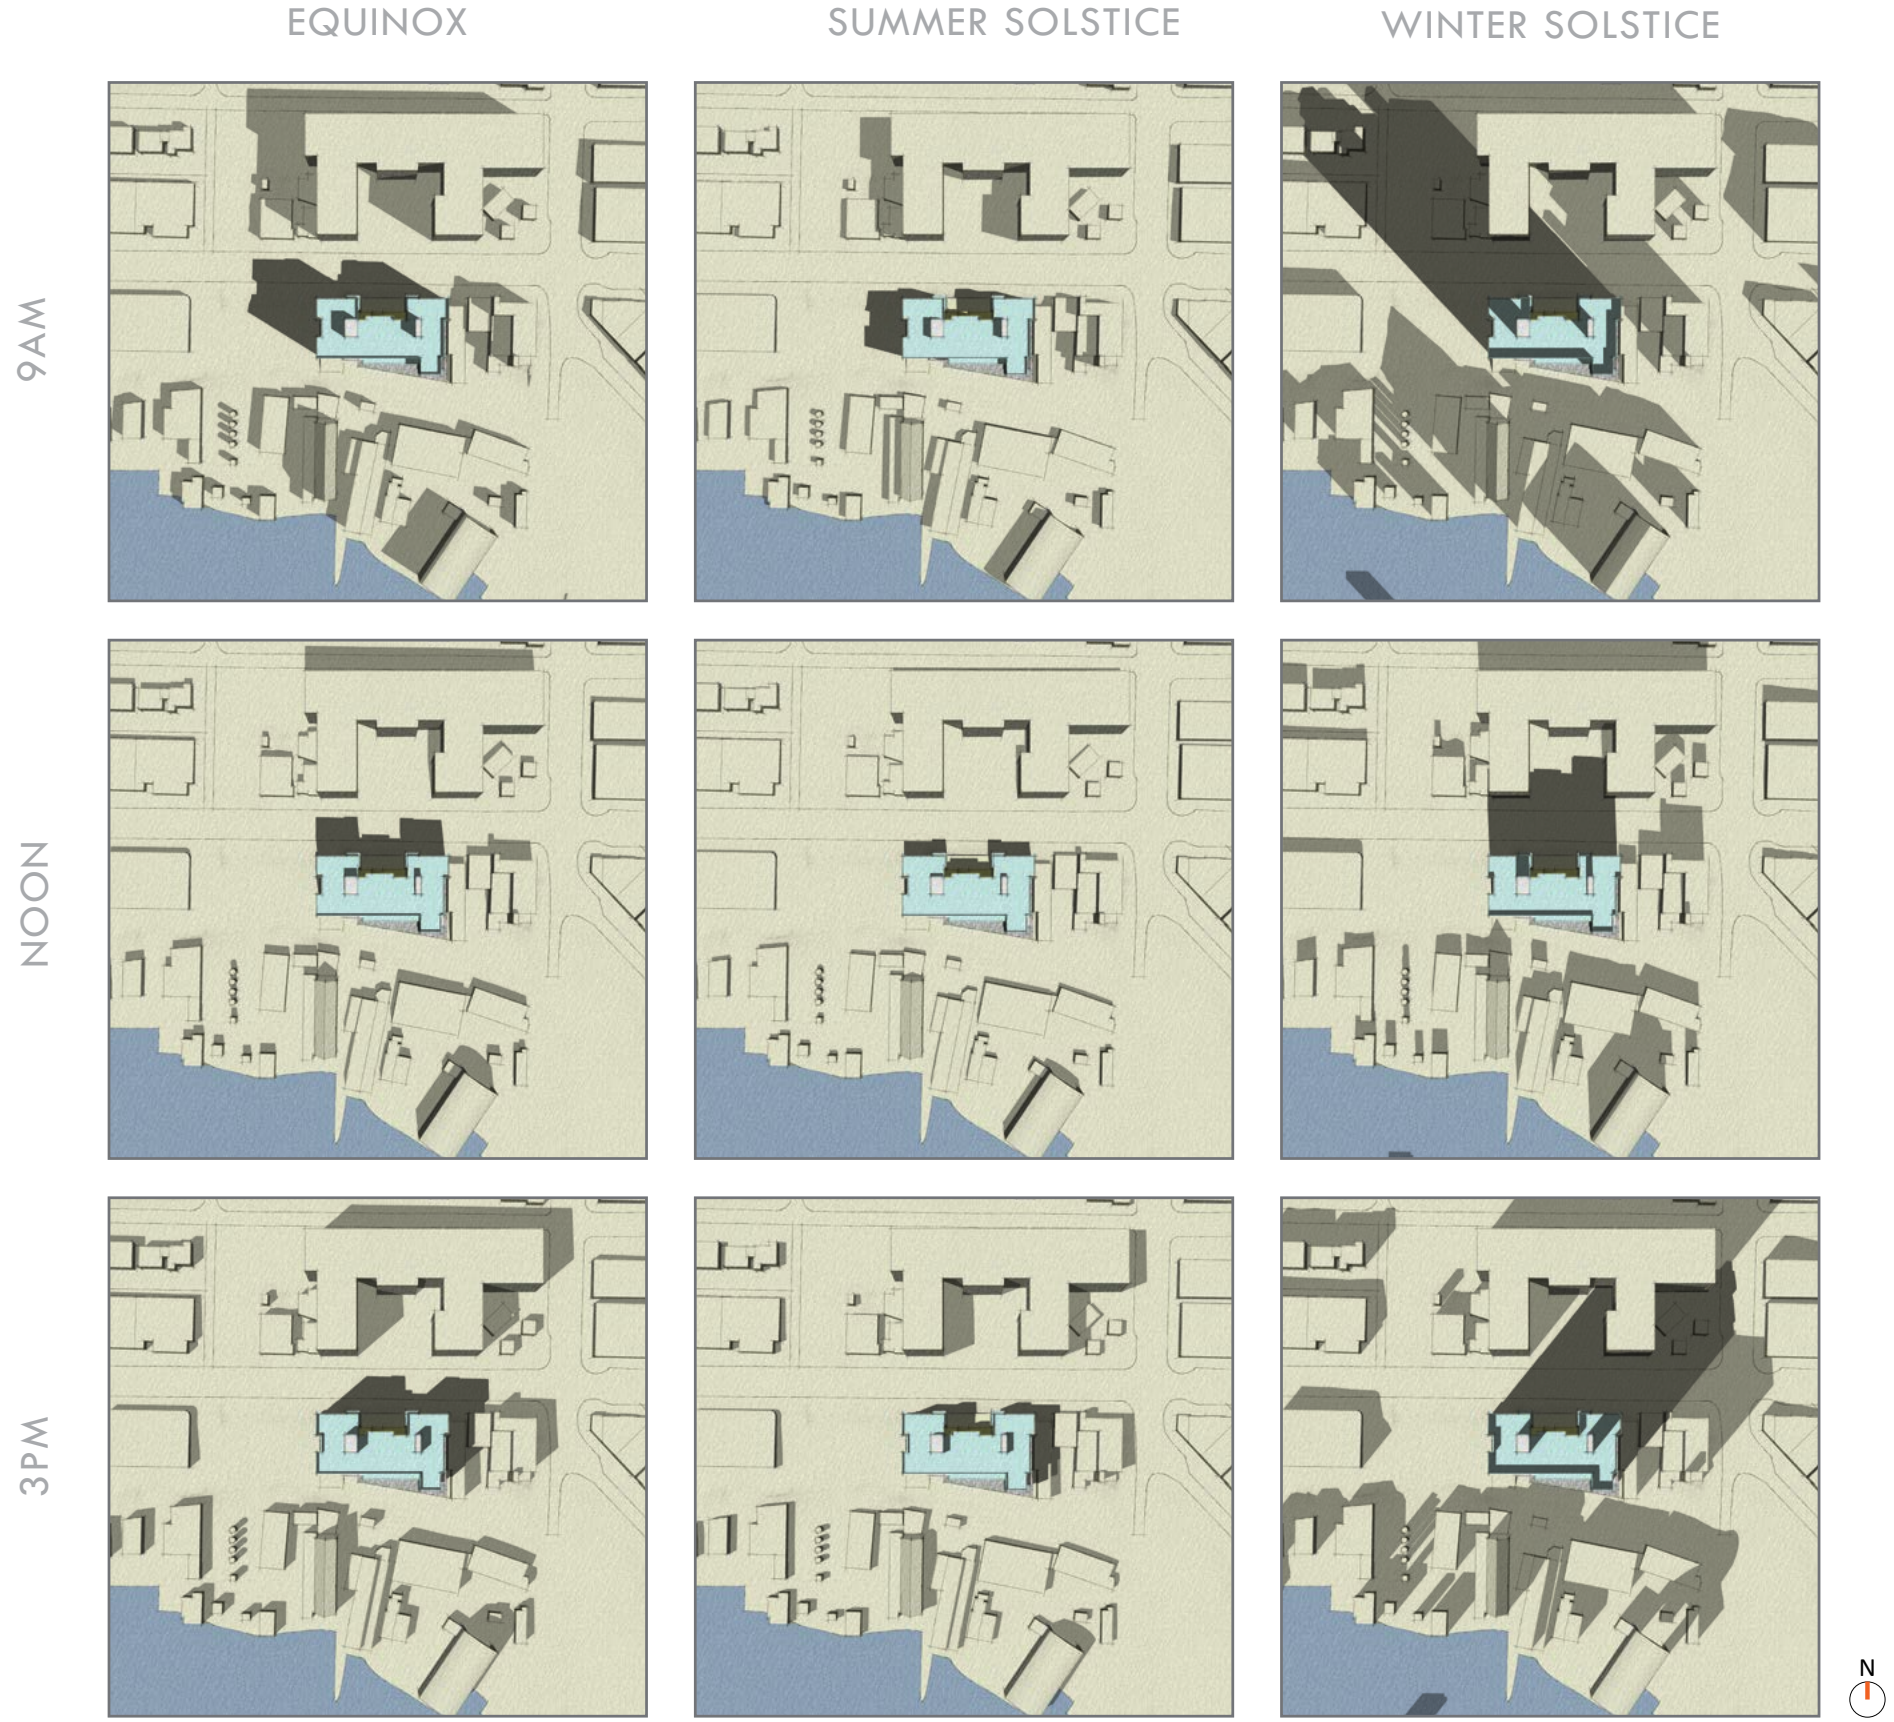 EQUINOX
SUMMER SOLSTICE
WINTER SOLSTICE
9AM
NOON
3PM
N